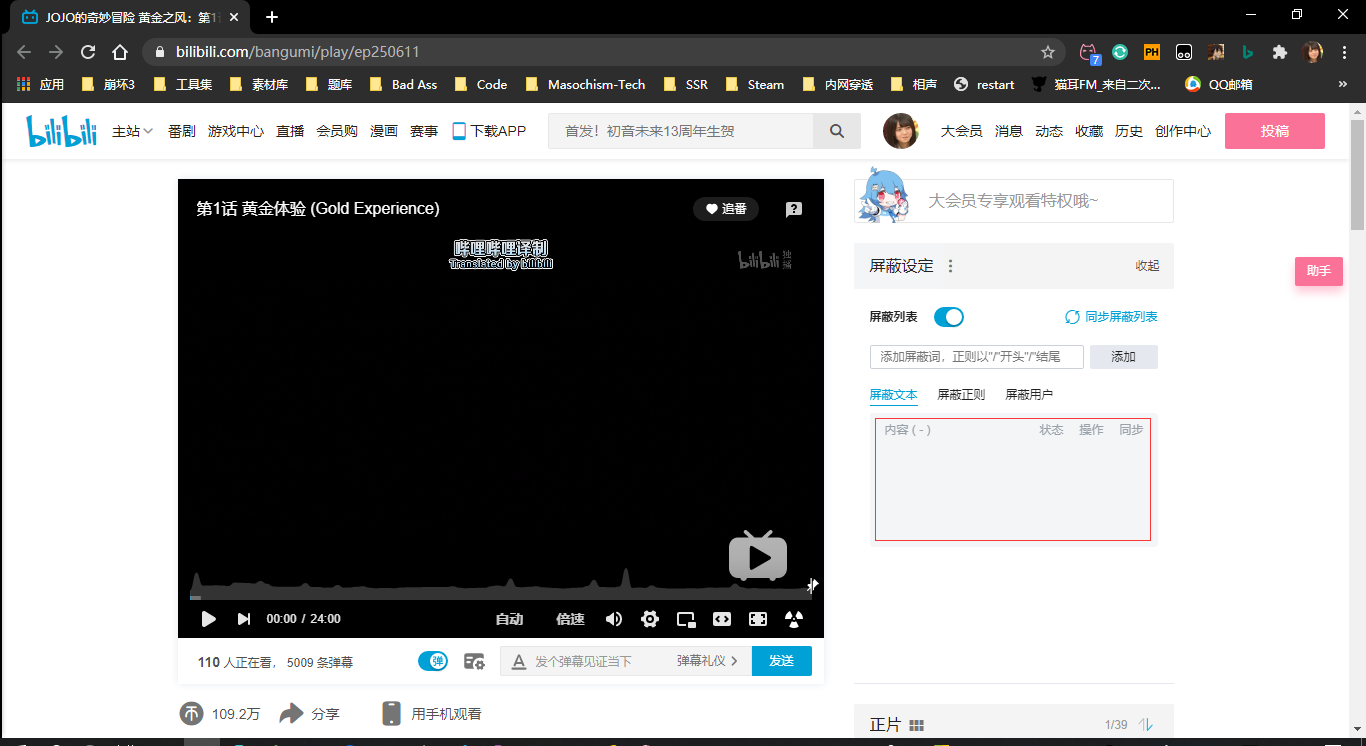 JOJO的奇妙冒险 黄金之风：第1
bilibili.com/bangumi/play/ep250611
7
PH
应用 崩坏3 工具集 素材库 题库 Bad Ass Code Masochism-Tech SSR Steam 内网穿透 相声 restart 猫耳FM_来自二次... QQ邮箱 »
bilibili 主站 番剧 游戏中心 直播 会员购 漫画 赛事 下载APP 首发！初音未来13周年生贺 大会员 消息 动态 收藏 历史 创作中心 投稿
第1话 黄金体验 (Gold Experience)
追番
哔哩哔哩译制
Translated by bilibili
bilibili 独播
大会员专享观看特权哦~
屏蔽设定 收起
助手
屏蔽列表 同步屏蔽列表
添加屏蔽词，正则以"/"开头"/"结尾 添加
屏蔽文本 屏蔽正则 屏蔽用户
内容 ( - ) 状态 操作 同步
00:00 / 24:00 自动 倍速
110 人正在看， 5009 条弹幕 弹 A 发个弹幕见证当下 弹幕礼仪 发送
109.2万 分享 用手机观看
正片 1/39